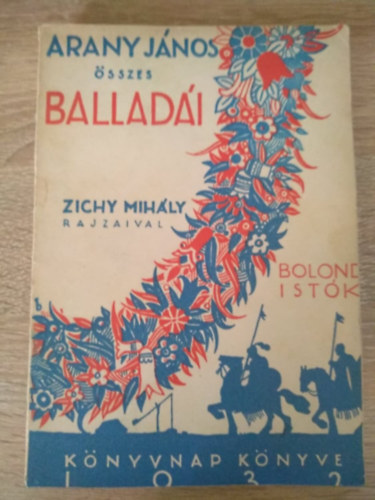 ARANY JÁNOS
ÖSSZES
BALLADÁI
ZICHY MIHÁLY
RAJZAIVAL
BOLOND
ISTÓK
KÖNYVNAP KÖNYVE
1932